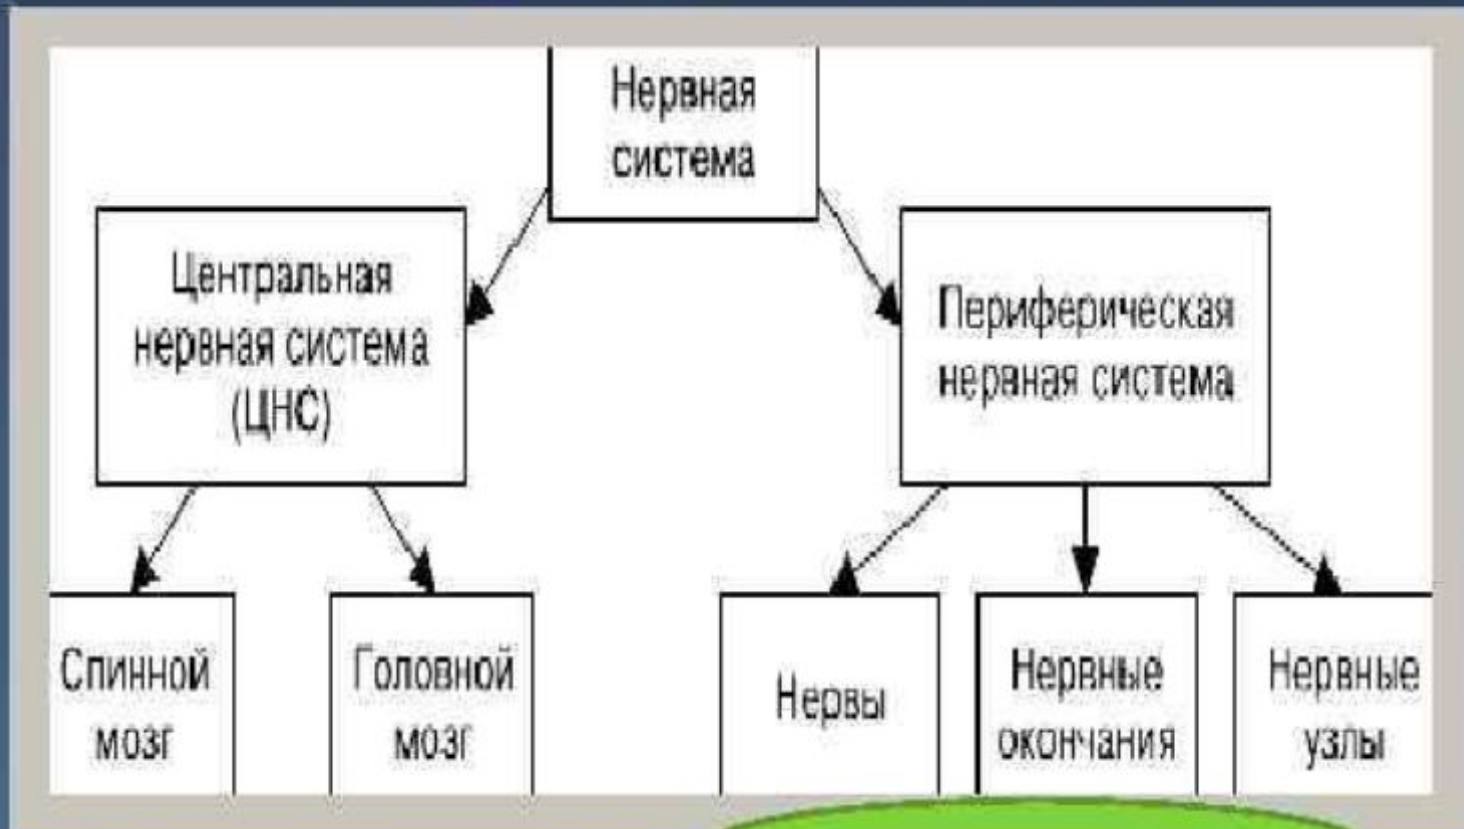 Нервная
система
Центральная
нервная система
(ЦНС)
Периферическая
нервная система
Спинной
мозг
Головной
мозг
Нервы
Нервные
окончания
Нервные
узлы